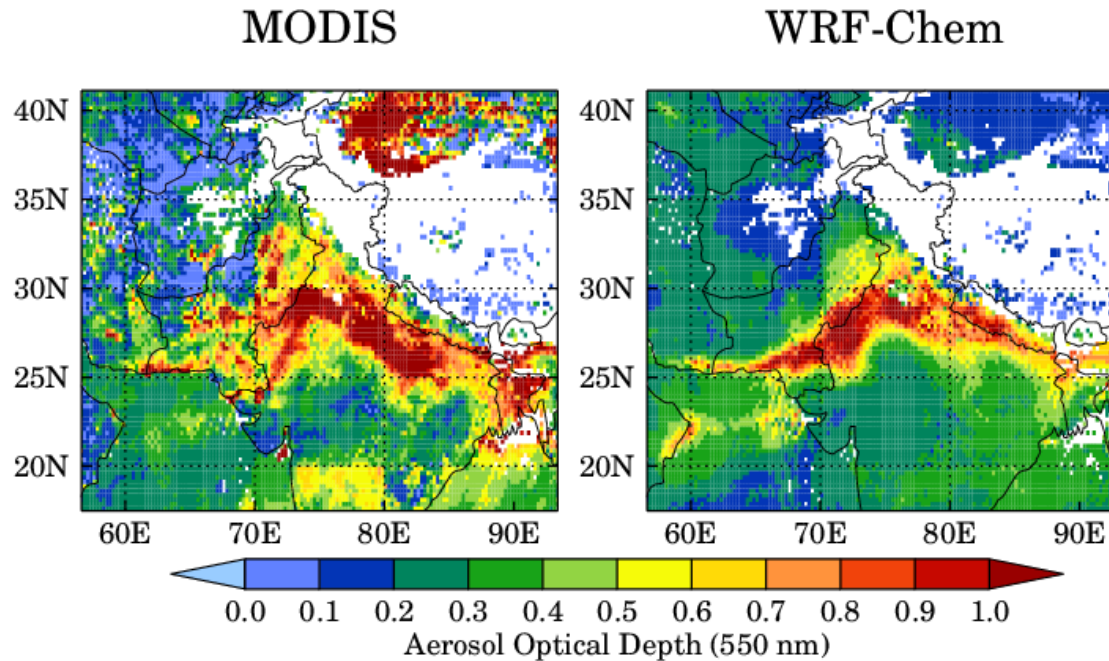 MODIS WRF-Chem
40N
35N
30N
25N
20N
60E 70E 80E 90E 60E 70E 80E 90E
0.0 0.1 0.2 0.3 0.4 0.5 0.6 0.7 0.8 0.9 1.0
Aerosol Optical Depth (550 nm)
40N
35N
30N
25N
20N